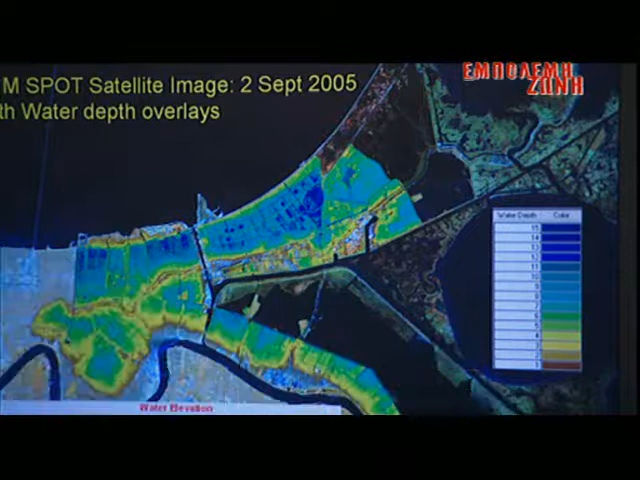 M SPOT Satellite Image: 2 Sept 2005
th Water depth overlays
ΕΜΠΟΛΕΜΗ
ΖΩΝΗ
Water Depth Color
15
14
13
12
11
10
9
8
7
6
5
4
3
2
1
Water Elevation